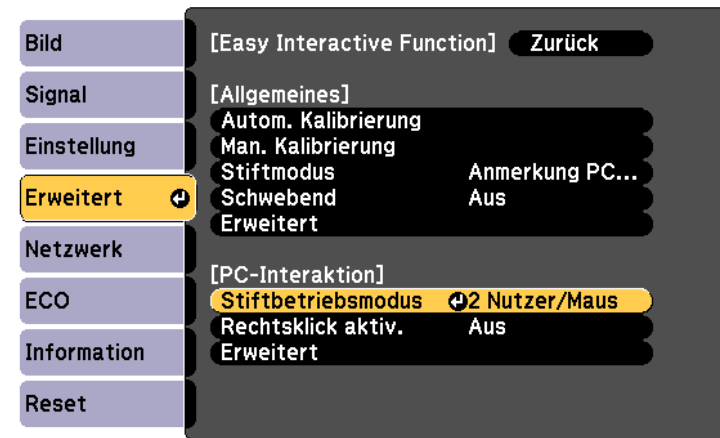 Bild
Signal
Einstellung
Erweitert
Netzwerk
ECO
Information
Reset
[Easy Interactive Function] Zurück
[Allgemeines]
Autom. Kalibrierung
Man. Kalibrierung
Stiftmodus Anmerkung PC...
Schwebend Aus
Erweitert
[PC-Interaktion]
Stiftbetriebsmodus 2 Nutzer/Maus
Rechtsklick aktiv. Aus
Erweitert